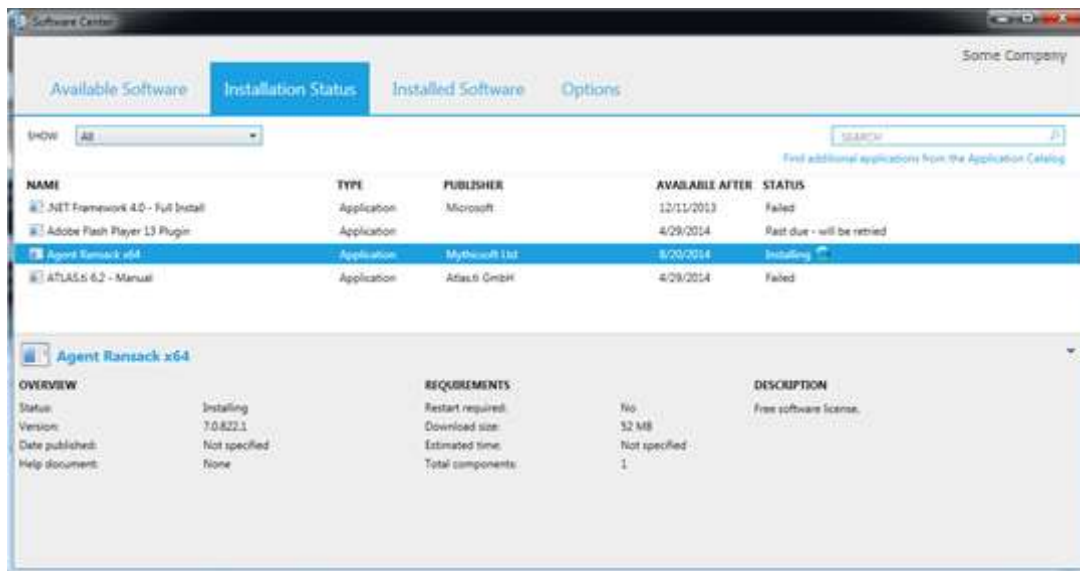 Software Center
Some Company
Available Software Installation Status Installed Software Options
SHOW All
SEARCH
Find additional applications from the Application Catalog
NAME TYPE PUBLISHER AVAILABLE AFTER STATUS
.NET Framework 4.0 - Full Install Application Microsoft 12/11/2013 Failed
Adobe Flash Player 13 Plugin Application 4/29/2014 Past due - will be retried
Agent Ransack x64 Application Mythicsoft Ltd 8/20/2014 Installing
ATLAS.ti 6.2 - Manual Application Atlas.ti GmbH 4/29/2014 Failed
Agent Ransack x64
OVERVIEW REQUIREMENTS DESCRIPTION
Status: Installing Restart required: No Free software license.
Version: 7.0.822.1 Download size: 52 MB
Date published: Not specified Estimated time: Not specified
Help document: None Total components: 1